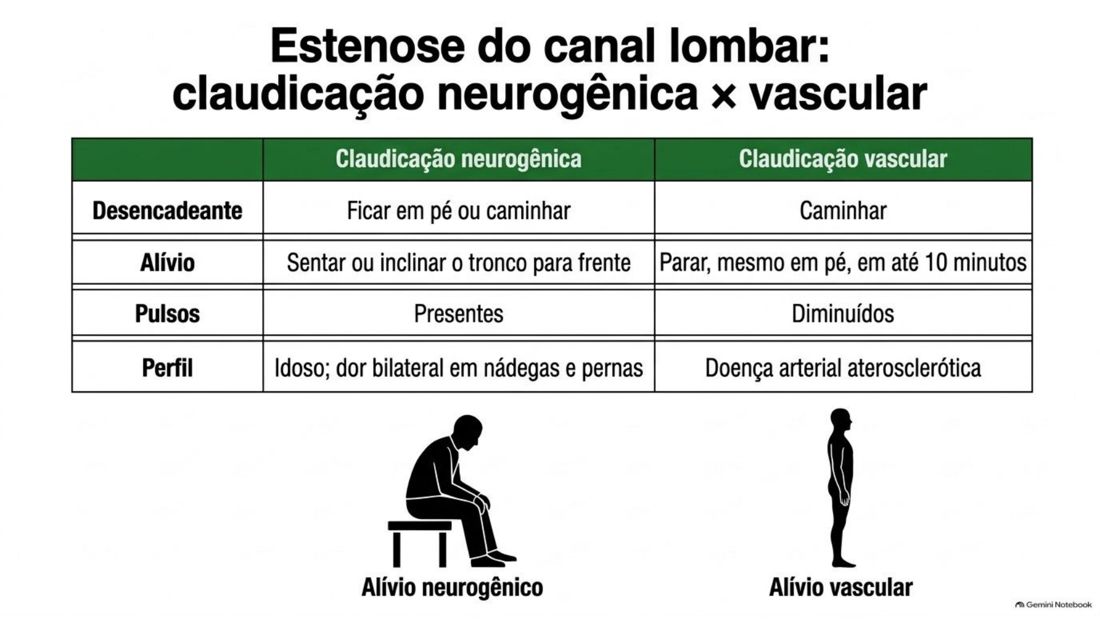 Estenose do canal lombar:
claudicação neurogênica × vascular
Claudicação neurogênica
Claudicação vascular
Desencadeante
Ficar em pé ou caminhar
Caminhar
Alívio
Sentar ou inclinar o tronco para frente
Parar, mesmo em pé, em até 10 minutos
Pulsos
Presentes
Diminuídos
Perfil
Idoso; dor bilateral em nádegas e pernas
Doença arterial aterosclerótica
Alívio neurogênico
Alívio vascular
Gemini Notebook